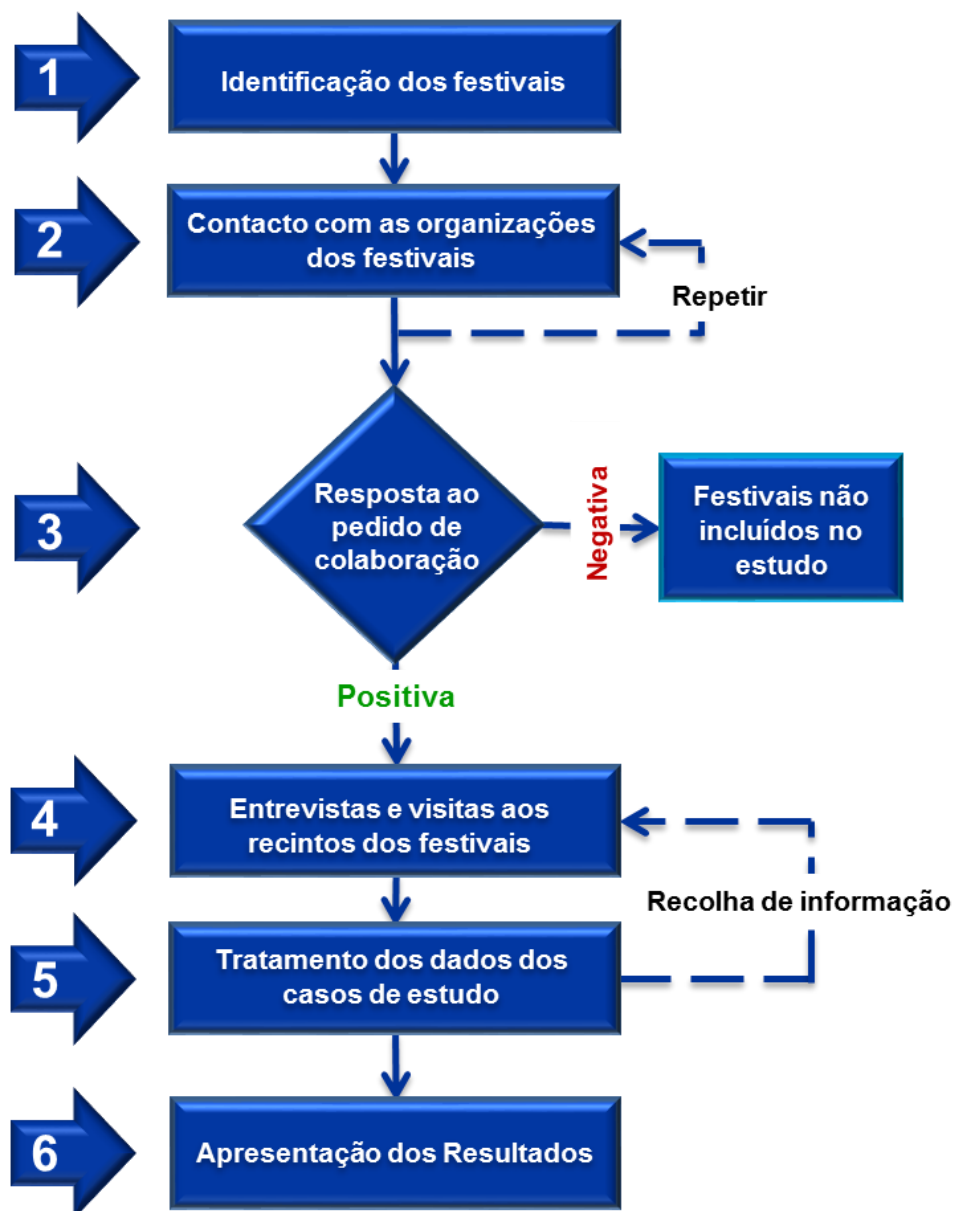 1
Identificação dos festivais
2
Contacto com as organizações
dos festivais
Repetir
3
Resposta ao
pedido de
colaboração
Negativa
Festivais não
incluídos no
estudo
Positiva
4
Entrevistas e visitas aos
recintos dos festivais
Recolha de informação
5
Tratamento dos dados dos
casos de estudo
6
Apresentação dos Resultados